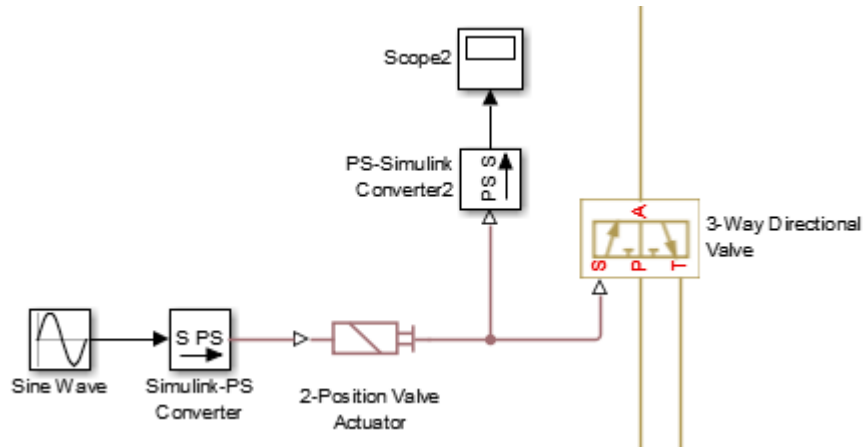 Scope2
PS-Simulink
Converter2
PS S
A
3-Way Directional
Valve
S P T
S PS
Sine Wave
Simulink-PS
Converter
2-Position Valve
Actuator